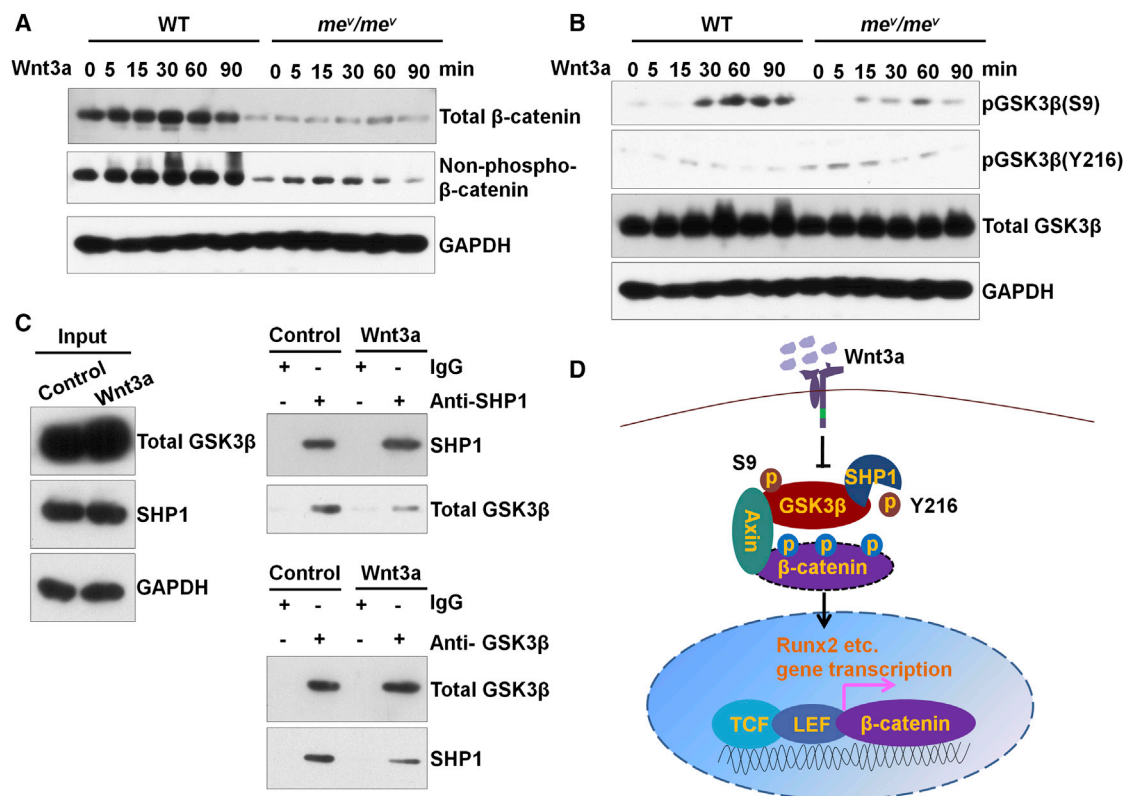 A
WT
meᵛ/meᵛ
Wnt3a 0 5 15 30 60 90 0 5 15 30 60 90 min
Total β-catenin
Non-phospho-
β-catenin
GAPDH
B
WT
meᵛ/meᵛ
Wnt3a 0 5 15 30 60 90 0 5 15 30 60 90 min
pGSK3β(S9)
pGSK3β(Y216)
Total GSK3β
GAPDH
C
Input
Control Wnt3a
Total GSK3β
SHP1
GAPDH
Control Wnt3a
+ - + - IgG
- + - + Anti-SHP1
SHP1
Total GSK3β
Control Wnt3a
+ - + - IgG
- + - + Anti- GSK3β
Total GSK3β
SHP1
D
Wnt3a
S9
p
SHP1
GSK3β
p
Y216
Axin
p p p
β-catenin
Runx2 etc.
gene transcription
TCF LEF β-catenin